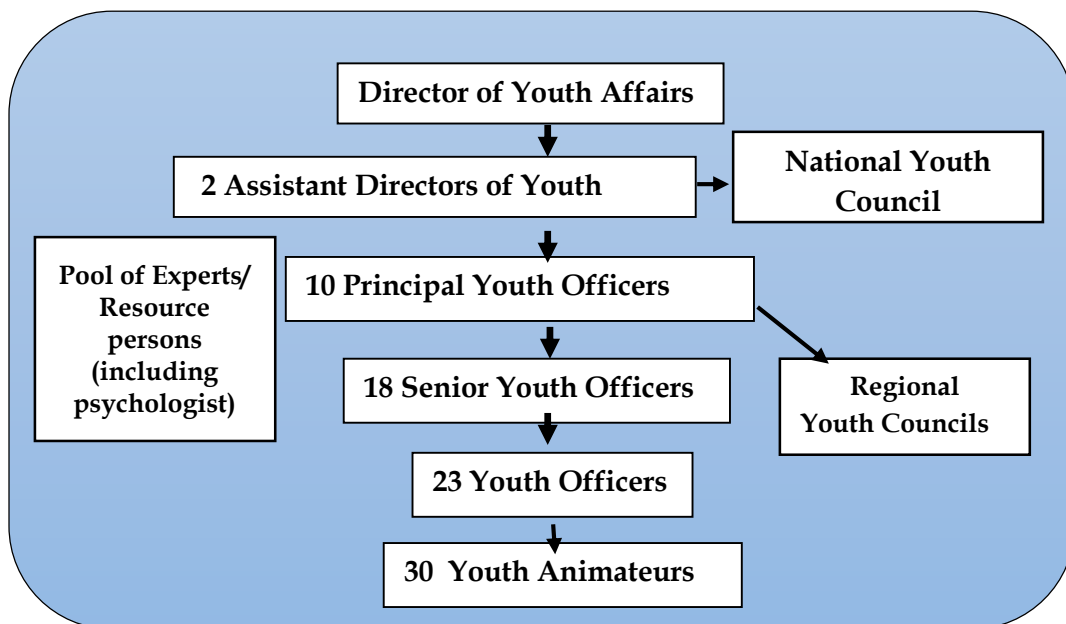 Director of Youth Affairs
2 Assistant Directors of Youth
National Youth
Council
Pool of Experts/
Resource
persons
(including
psychologist)
10 Principal Youth Officers
18 Senior Youth Officers
Regional
Youth Councils
23 Youth Officers
30 Youth Animateurs